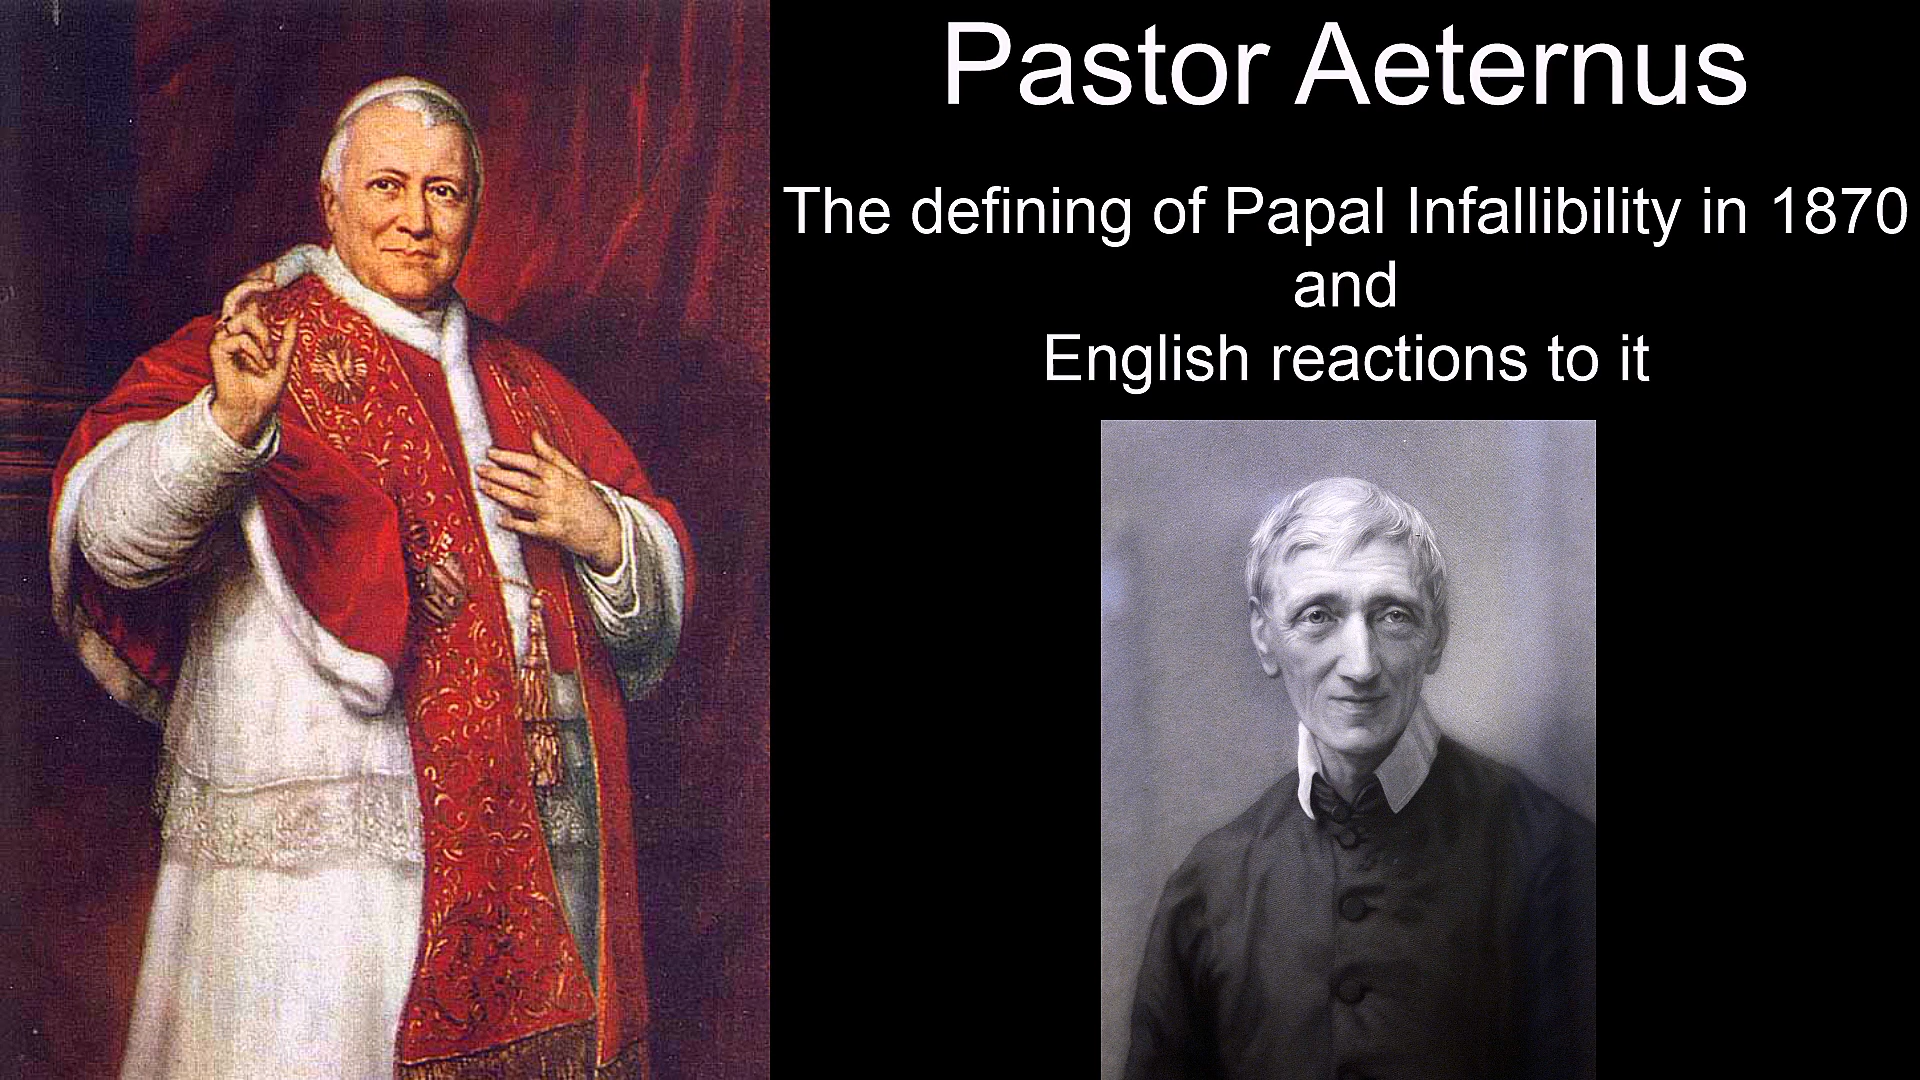 Pastor Aeternus
The defining of Papal Infallibility in 1870
and
English reactions to it